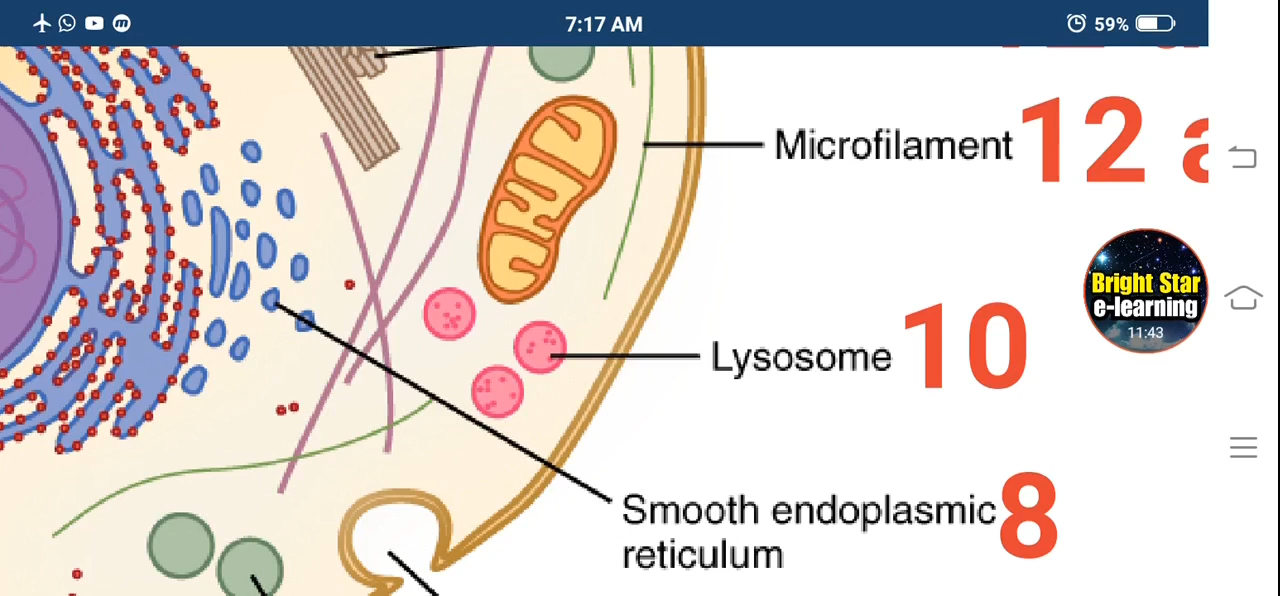 7:17 AM
59%
Microfilament 12 a
Bright Star
e-learning
11:43
Lysosome 10
Smooth endoplasmic 8
reticulum